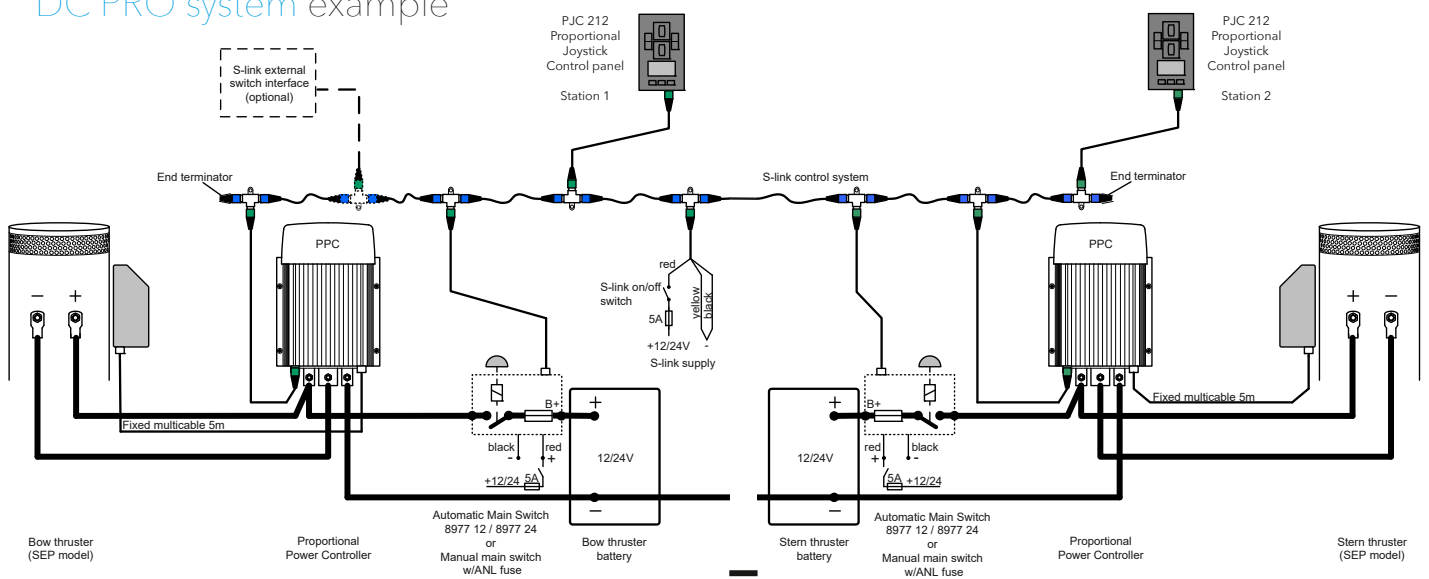 DC PRO system example
PJC 212
Proportional
Joystick
Control panel
Station 1
PJC 212
Proportional
Joystick
Control panel
Station 2
S-link external
switch interface
(optional)
End terminator
S-link control system
End terminator
PPC
PPC
red
S-link on/off
switch
yellow
black
5A
+12/24V
-
S-link supply
− +
+ −
Fixed multicable 5m
Fixed multicable 5m
B+
+
black
red
-
+
+12/24
5A
12/24V
−
+
B+
red
black
+
-
5A
+12/24
12/24V
−
Bow thruster
(SEP model)
Proportional
Power Controller
Automatic Main Switch
8977 12 / 8977 24
or
Manual main switch
w/ANL fuse
Bow thruster
battery
Stern thruster
battery
Automatic Main Switch
8977 12 / 8977 24
or
Manual main switch
w/ANL fuse
Proportional
Power Controller
Stern thruster
(SEP model)